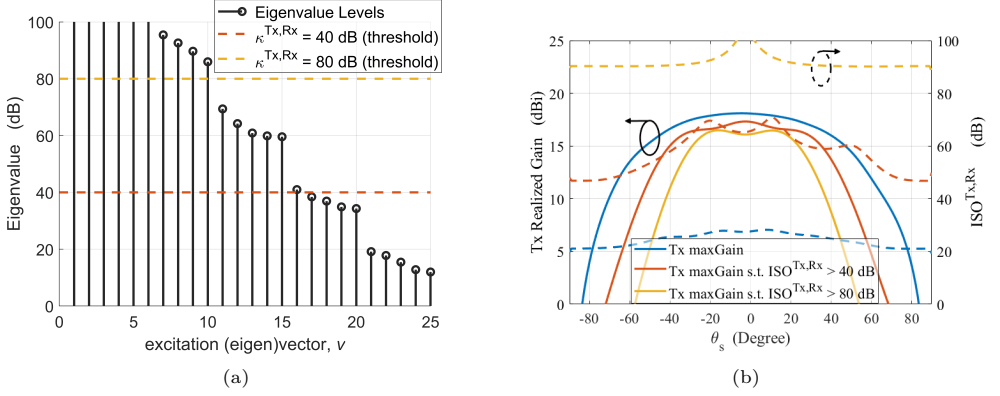 Eigenvalue (dB)
100
80
60
40
20
0
0 5 10 15 20 25
excitation (eigen)vector, v
Eigenvalue Levels
κ^Tx,Rx = 40 dB (threshold)
κ^Tx,Rx = 80 dB (threshold)
(a)
Tx Realized Gain (dBi)
25
20
15
10
5
0
-80 -60 -40 -20 0 20 40 60 80
θ_s (Degree)
100
80
60
40
20
0
ISO^Tx,Rx (dB)
Tx maxGain
Tx maxGain s.t. ISO^Tx,Rx > 40 dB
Tx maxGain s.t. ISO^Tx,Rx > 80 dB
(b)